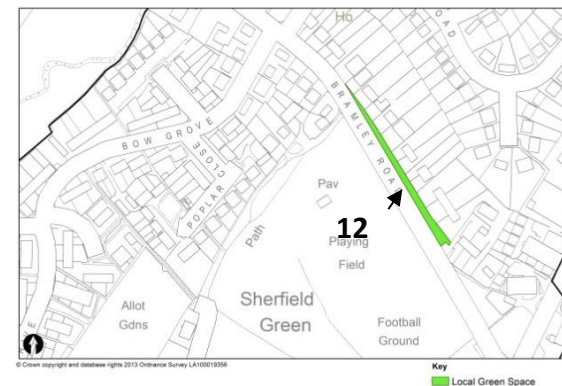 Ho
ROAD
BRAMLEY ROAD
BOW GROVE
POPLAR CLOSE
Pav
12
Path
Playing
Field
Sherfield
Green
Allot
Gdns
Football
Ground
© Crown copyright and database rights 2013 Ordnance Survey LA100019356
Key
Local Green Space